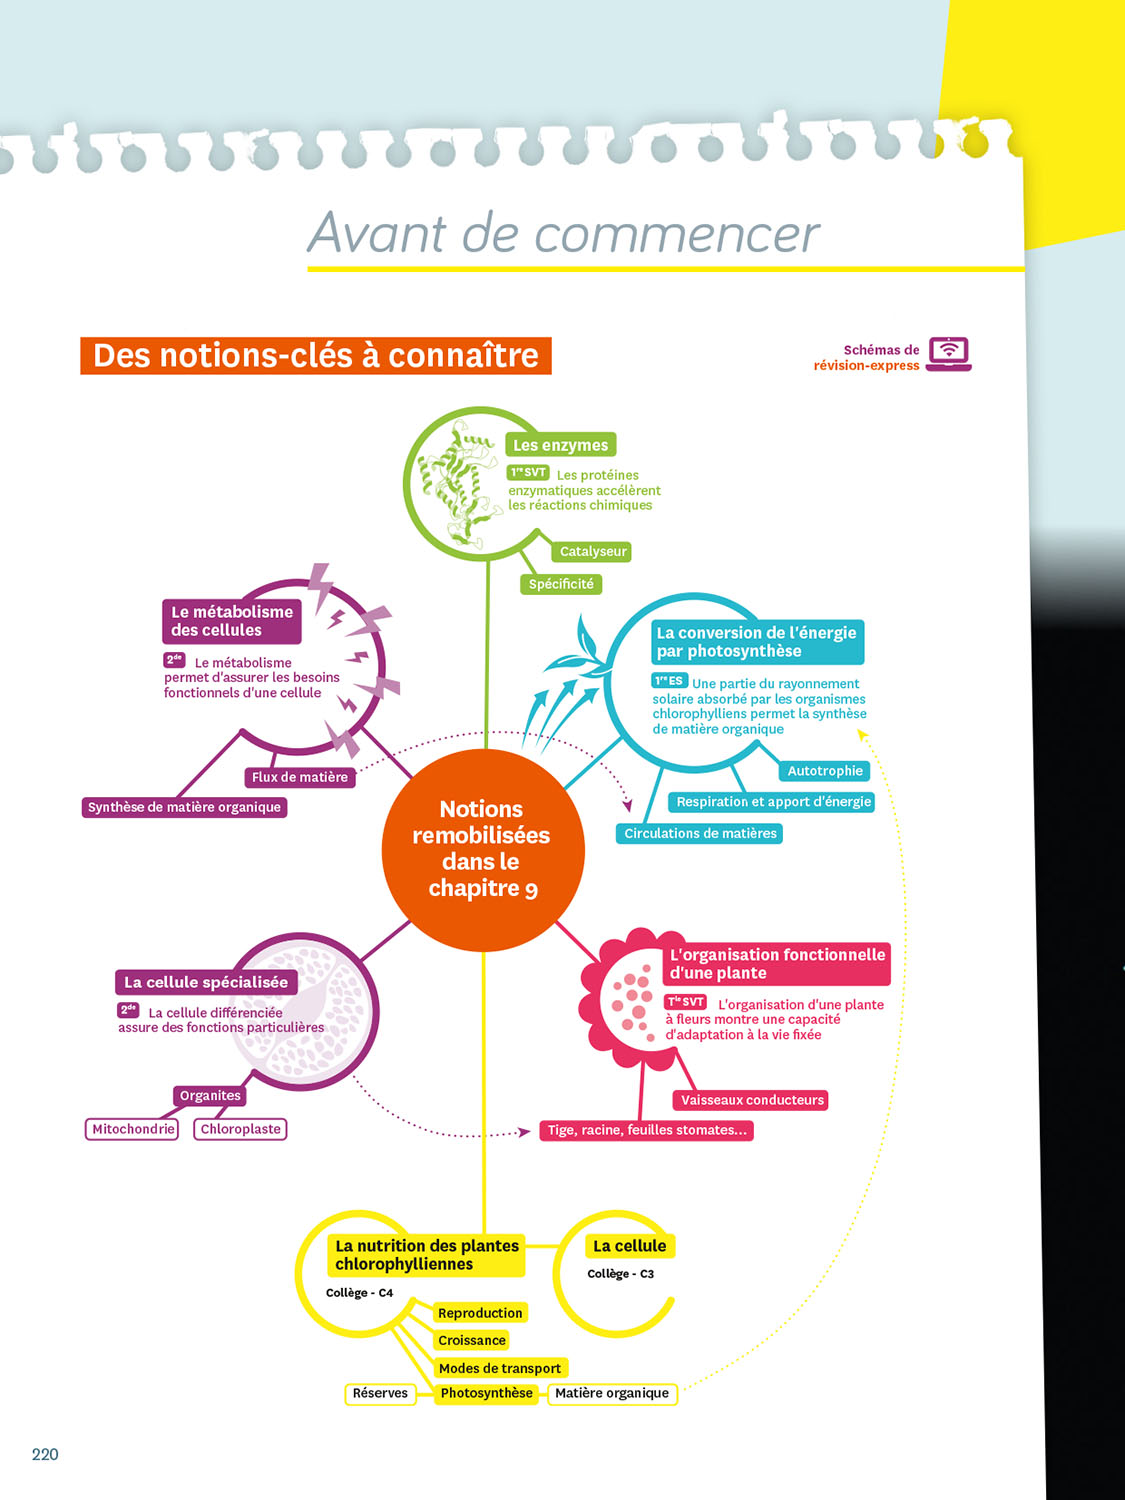 Avant de commencer
Des notions-clés à connaître
Schémas de
révision-express
Les enzymes
1re SVT Les protéines
enzymatiques accélèrent
les réactions chimiques
Catalyseur
Spécificité
Le métabolisme
des cellules
2de Le métabolisme
permet d'assurer les besoins
fonctionnels d'une cellule
Flux de matière
Synthèse de matière organique
La conversion de l'énergie
par photosynthèse
1re ES Une partie du rayonnement
solaire absorbé par les organismes
chlorophylliens permet la synthèse
de matière organique
Autotrophie
Respiration et apport d'énergie
Circulations de matières
Notions
remobilisées
dans le
chapitre 9
La cellule spécialisée
2de La cellule différenciée
assure des fonctions particulières
Organites
Mitochondrie
Chloroplaste
L'organisation fonctionnelle
d'une plante
Tle SVT L'organisation d'une plante
à fleurs montre une capacité
d'adaptation à la vie fixée
Vaisseaux conducteurs
Tige, racine, feuilles stomates...
La nutrition des plantes
chlorophylliennes
Collège - C4
La cellule
Collège - C3
Reproduction
Croissance
Modes de transport
Réserves
Photosynthèse
Matière organique
220